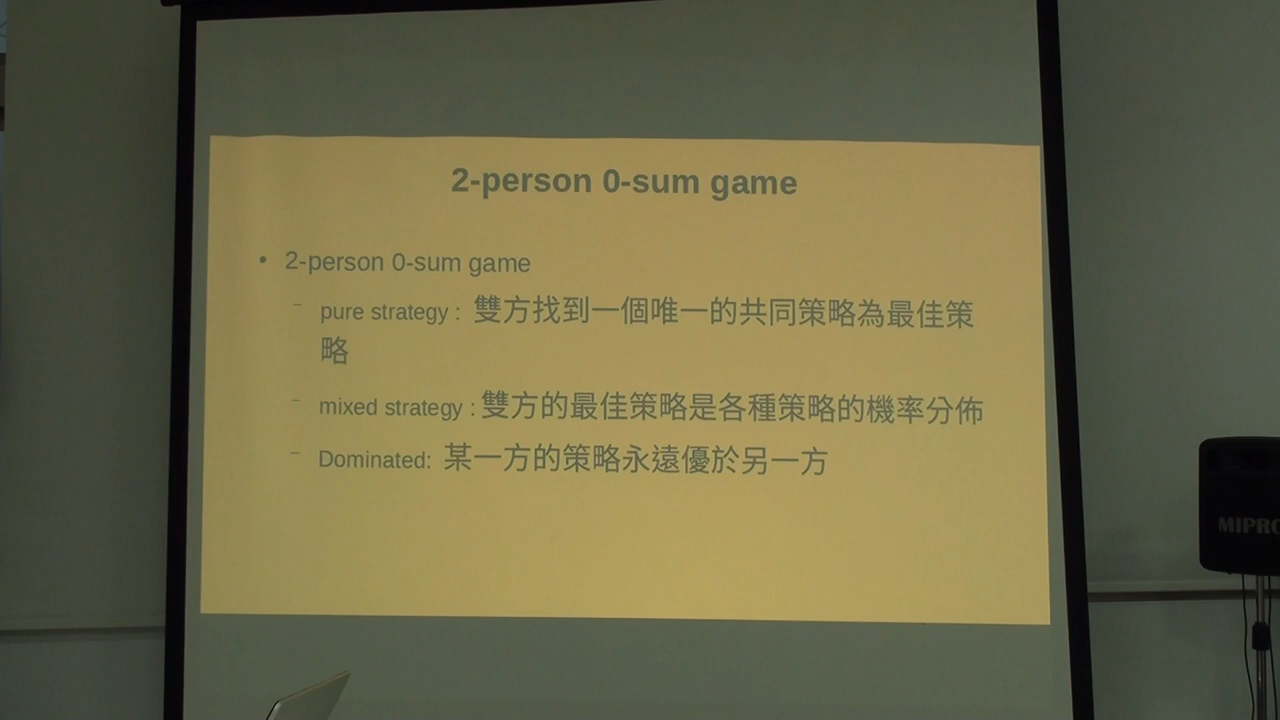 2-person 0-sum game
• 2-person 0-sum game
– pure strategy : 雙方找到一個唯一的共同策略為最佳策
略
– mixed strategy : 雙方的最佳策略是各種策略的機率分佈
– Dominated: 某一方的策略永遠優於另一方
MIPRO